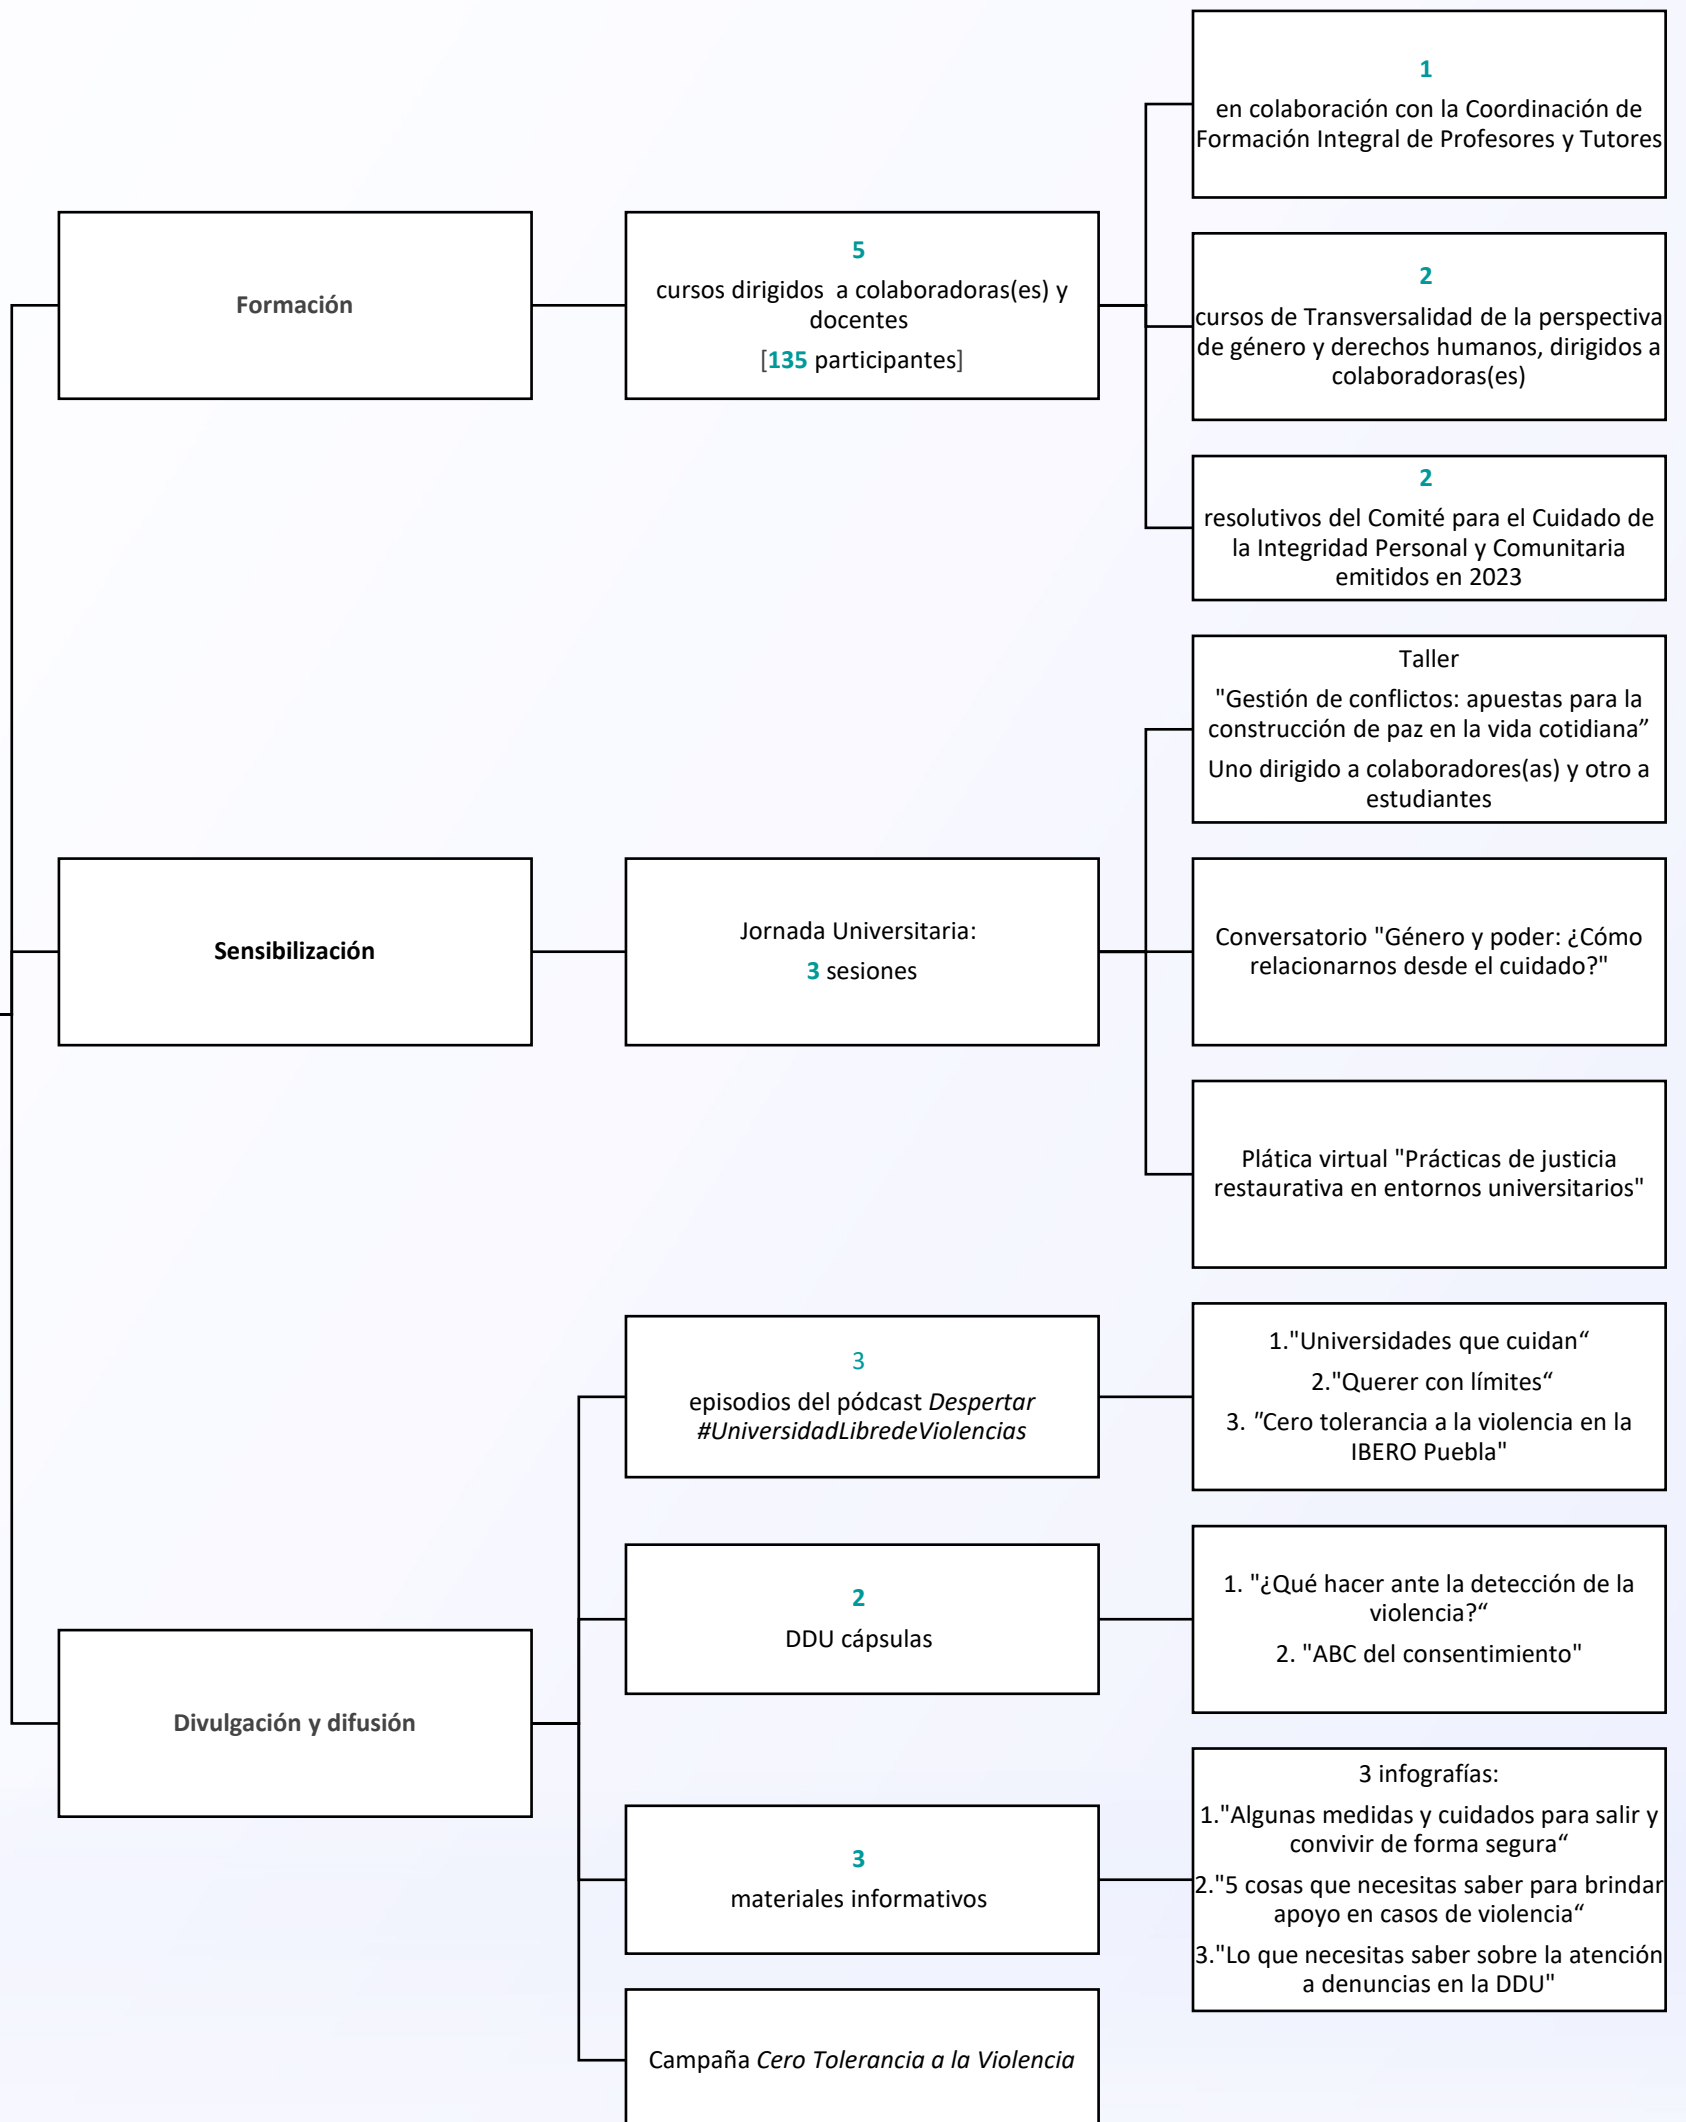 Formación
5
cursos dirigidos a colaboradoras(es) y
docentes
[135 participantes]
1
en colaboración con la Coordinación de
Formación Integral de Profesores y Tutores
2
cursos de Transversalidad de la perspectiva
de género y derechos humanos, dirigidos a
colaboradoras(es)
2
resolutivos del Comité para el Cuidado de
la Integridad Personal y Comunitaria
emitidos en 2023
Sensibilización
Jornada Universitaria:
3 sesiones
Taller
"Gestión de conflictos: apuestas para la
construcción de paz en la vida cotidiana”
Uno dirigido a colaboradores(as) y otro a
estudiantes
Conversatorio "Género y poder: ¿Cómo
relacionarnos desde el cuidado?"
Plática virtual "Prácticas de justicia
restaurativa en entornos universitarios"
Divulgación y difusión
3
episodios del pódcast Despertar
#UniversidadLibredeViolencias
1."Universidades que cuidan“
2."Querer con límites“
3. "Cero tolerancia a la violencia en la
IBERO Puebla"
2
DDU cápsulas
1. "¿Qué hacer ante la detección de la
violencia?“
2. "ABC del consentimiento"
3
materiales informativos
3 infografías:
1."Algunas medidas y cuidados para salir y
convivir de forma segura“
2."5 cosas que necesitas saber para brindar
apoyo en casos de violencia“
3."Lo que necesitas saber sobre la atención
a denuncias en la DDU"
Campaña Cero Tolerancia a la Violencia